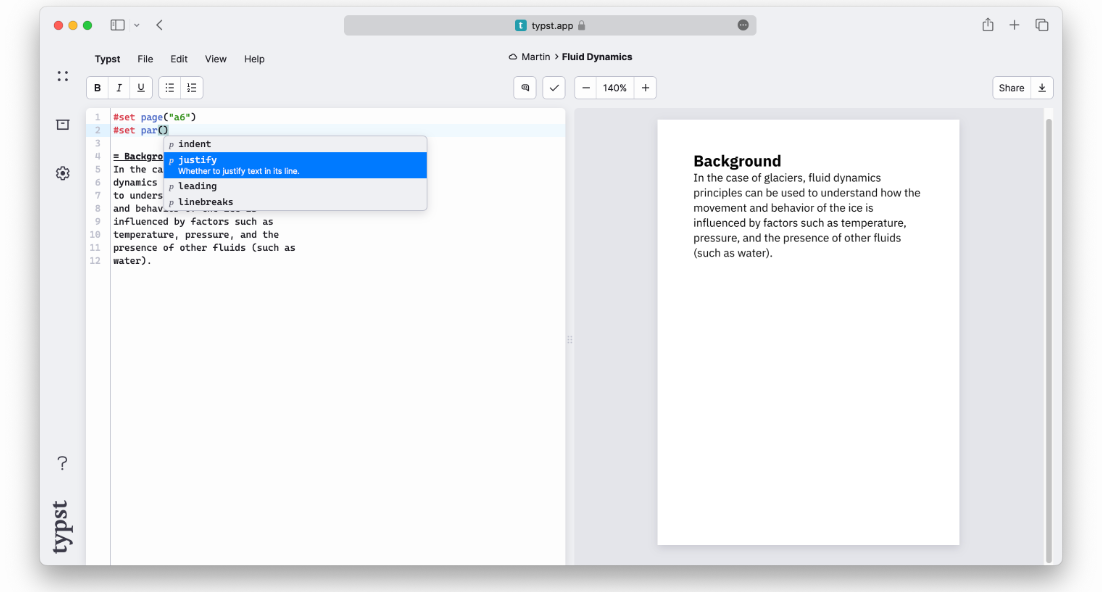 typst.app
Typst File Edit View Help
Martin > Fluid Dynamics
B I U
140%
Share
1 #set page("a6")
2 #set par()
3
4 = Backgro
5 In the ca
6 dynamics
7 to unders
8 and behav
9 influenced by factors such as
10 temperature, pressure, and the
11 presence of other fluids (such as
12 water).
p indent
p justify
Whether to justify text in its line.
p leading
p linebreaks
Background
In the case of glaciers, fluid dynamics
principles can be used to understand how the
movement and behavior of the ice is
influenced by factors such as temperature,
pressure, and the presence of other fluids
(such as water).
?
typst